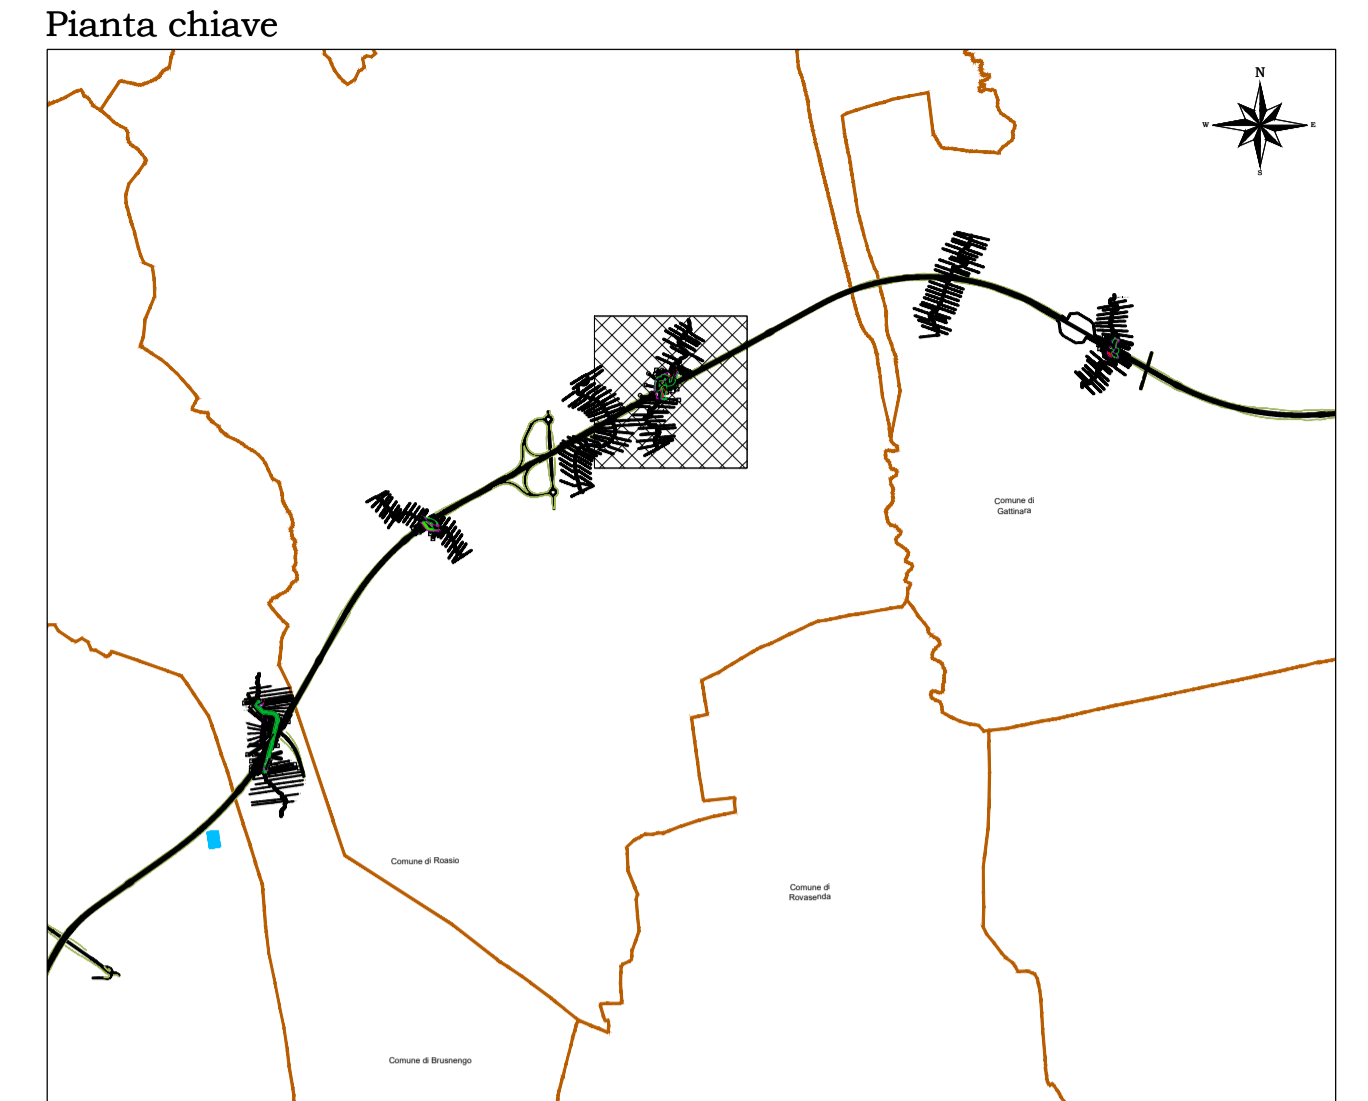 Pianta chiave
N
W
E
S
Comune di
Gattinara
Comune di Roasio
Comune di
Rovasenda
Comune di Brusnengo